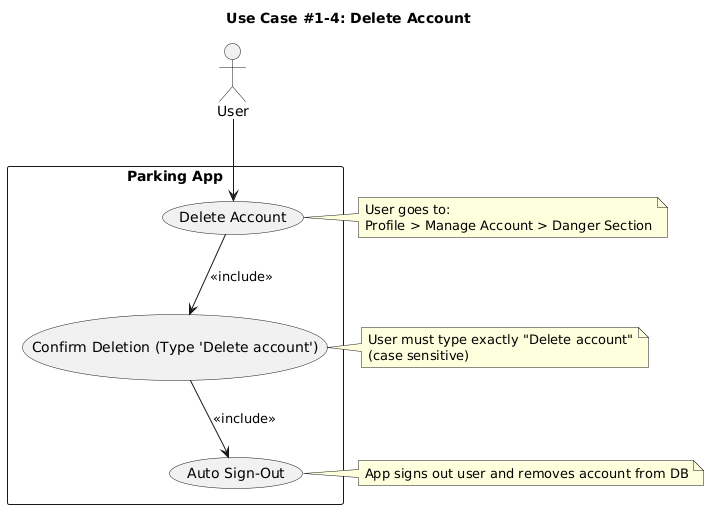 Use Case #1-4: Delete Account
User
Parking App
Delete Account
User goes to:
Profile > Manage Account > Danger Section
«include»
Confirm Deletion (Type 'Delete account')
User must type exactly "Delete account"
(case sensitive)
«include»
Auto Sign-Out
App signs out user and removes account from DB